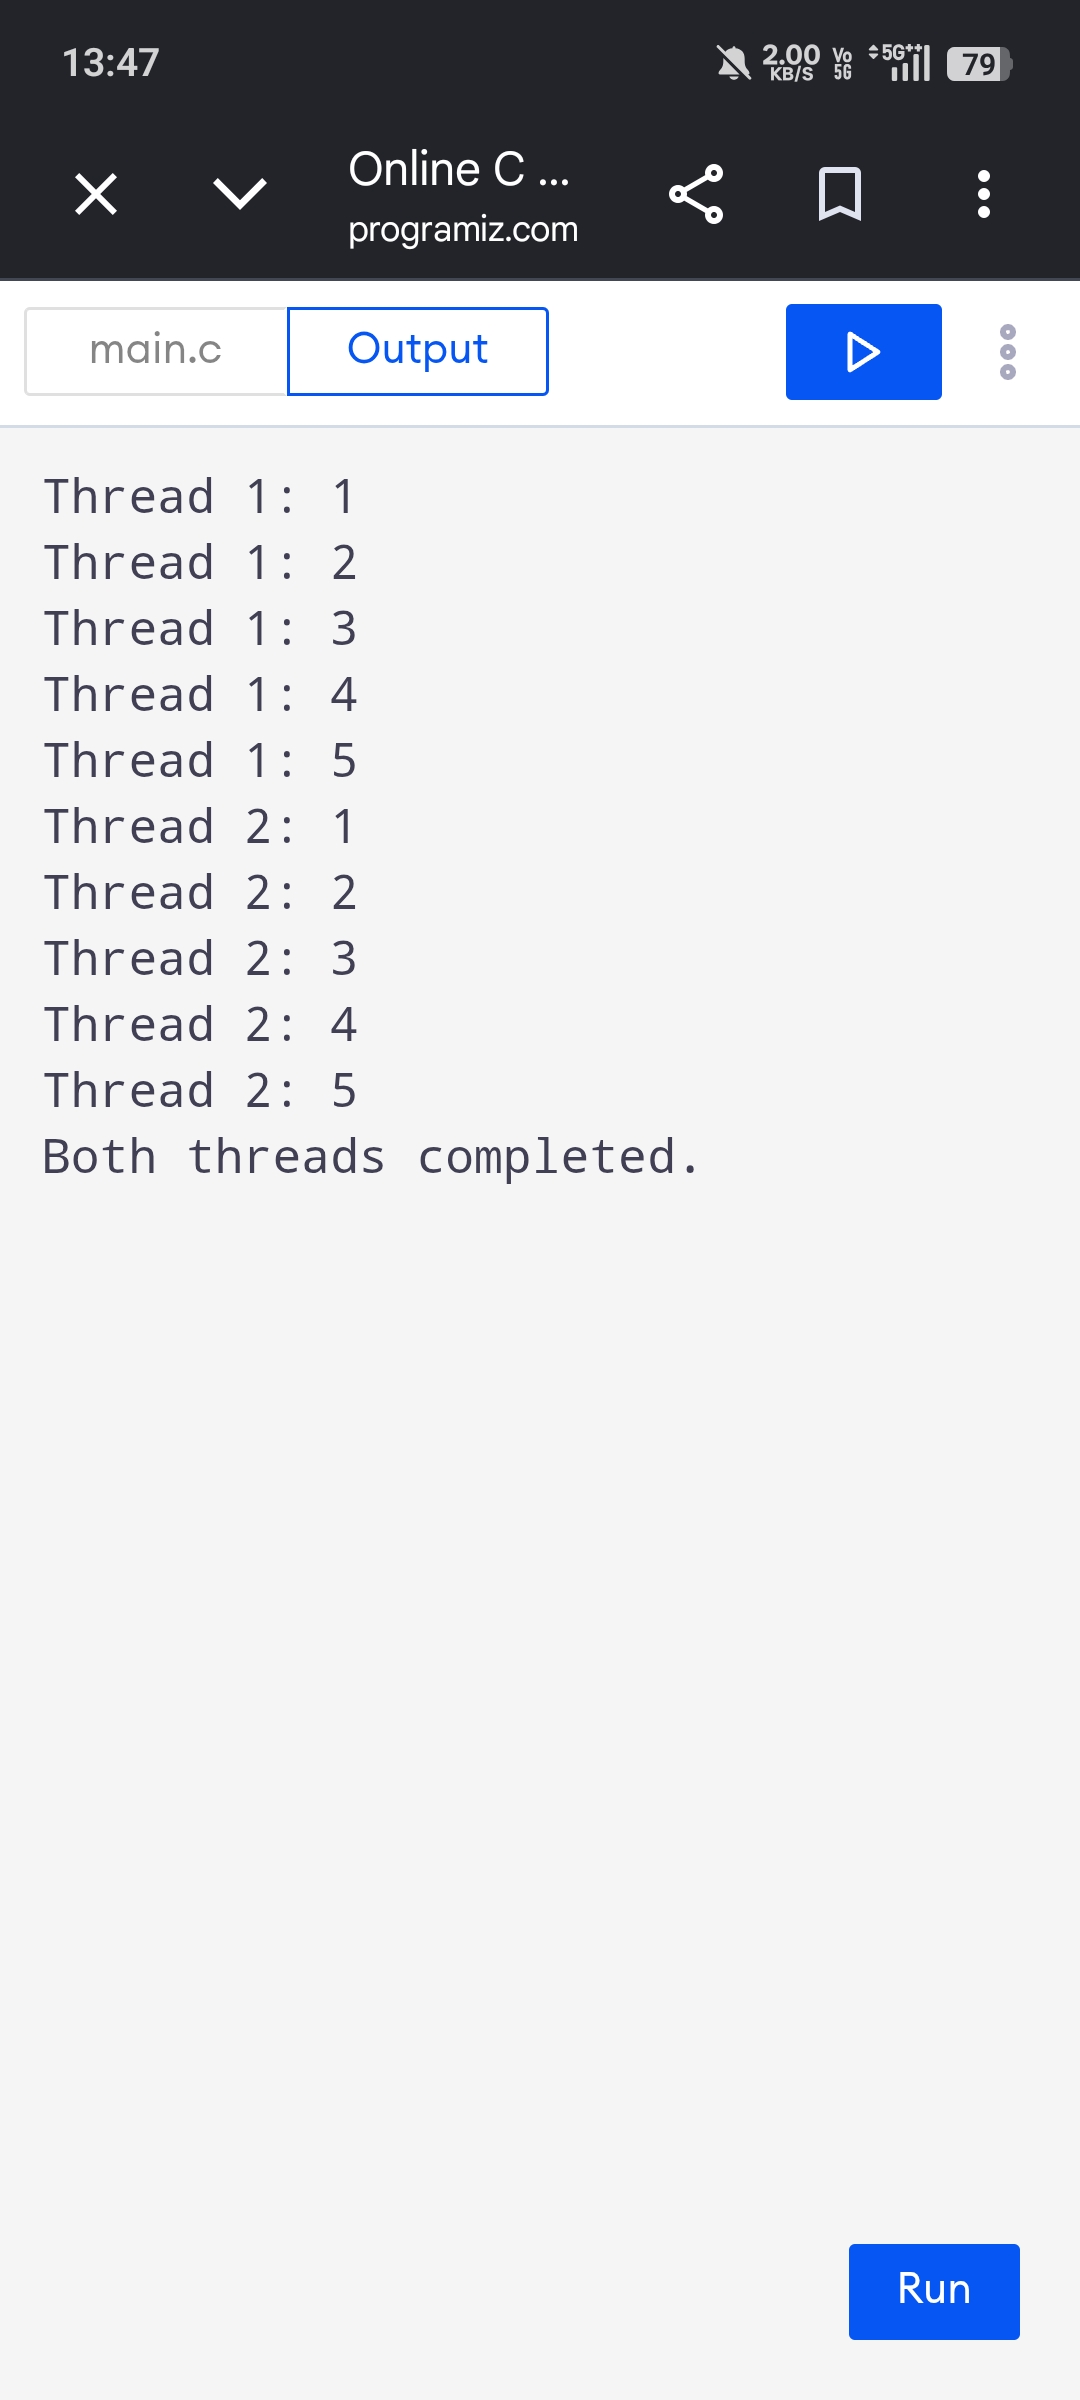 13:47
2.00 KB/S Vo 5G 5G++ 79
Online C ...
programiz.com
main.c Output
Thread 1: 1
Thread 1: 2
Thread 1: 3
Thread 1: 4
Thread 1: 5
Thread 2: 1
Thread 2: 2
Thread 2: 3
Thread 2: 4
Thread 2: 5
Both threads completed.
Run